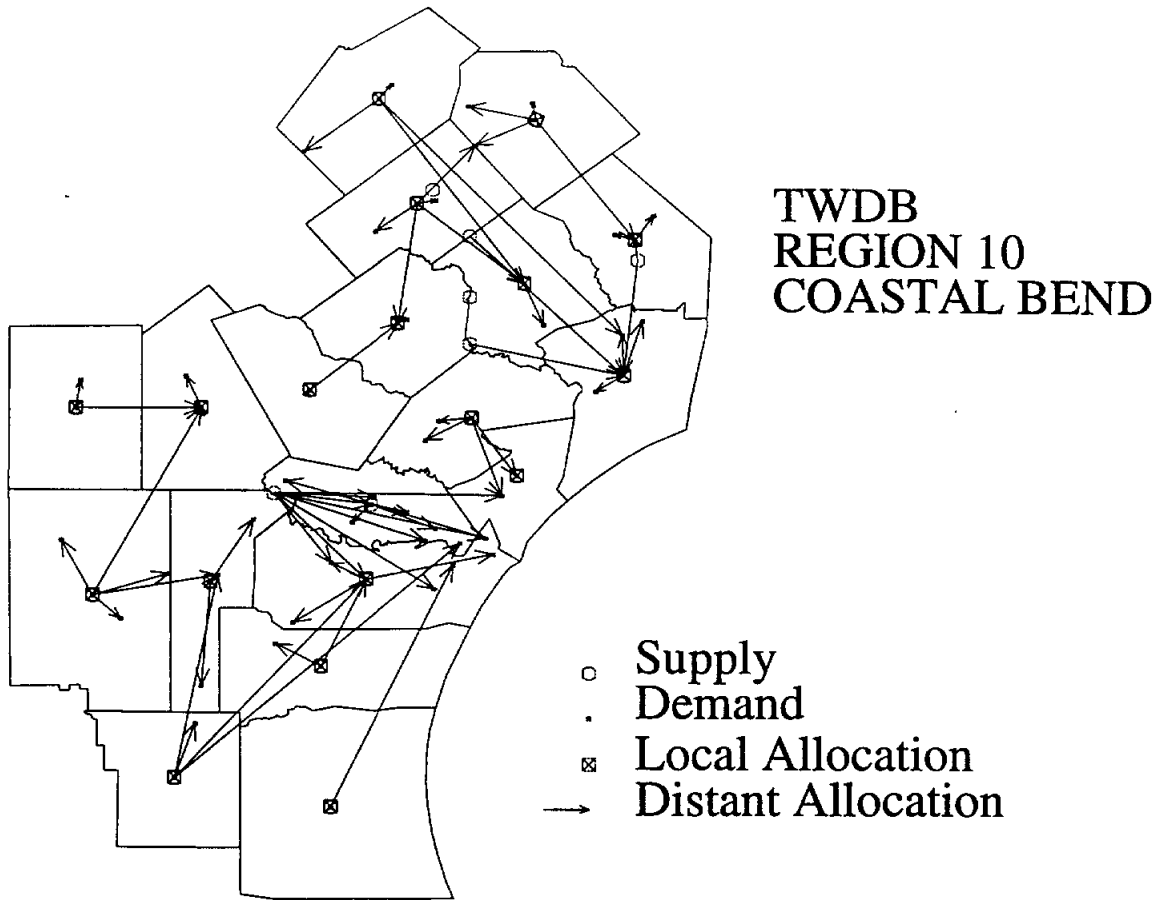 TWDB
REGION 10
COASTAL BEND
Supply
Demand
Local Allocation
Distant Allocation